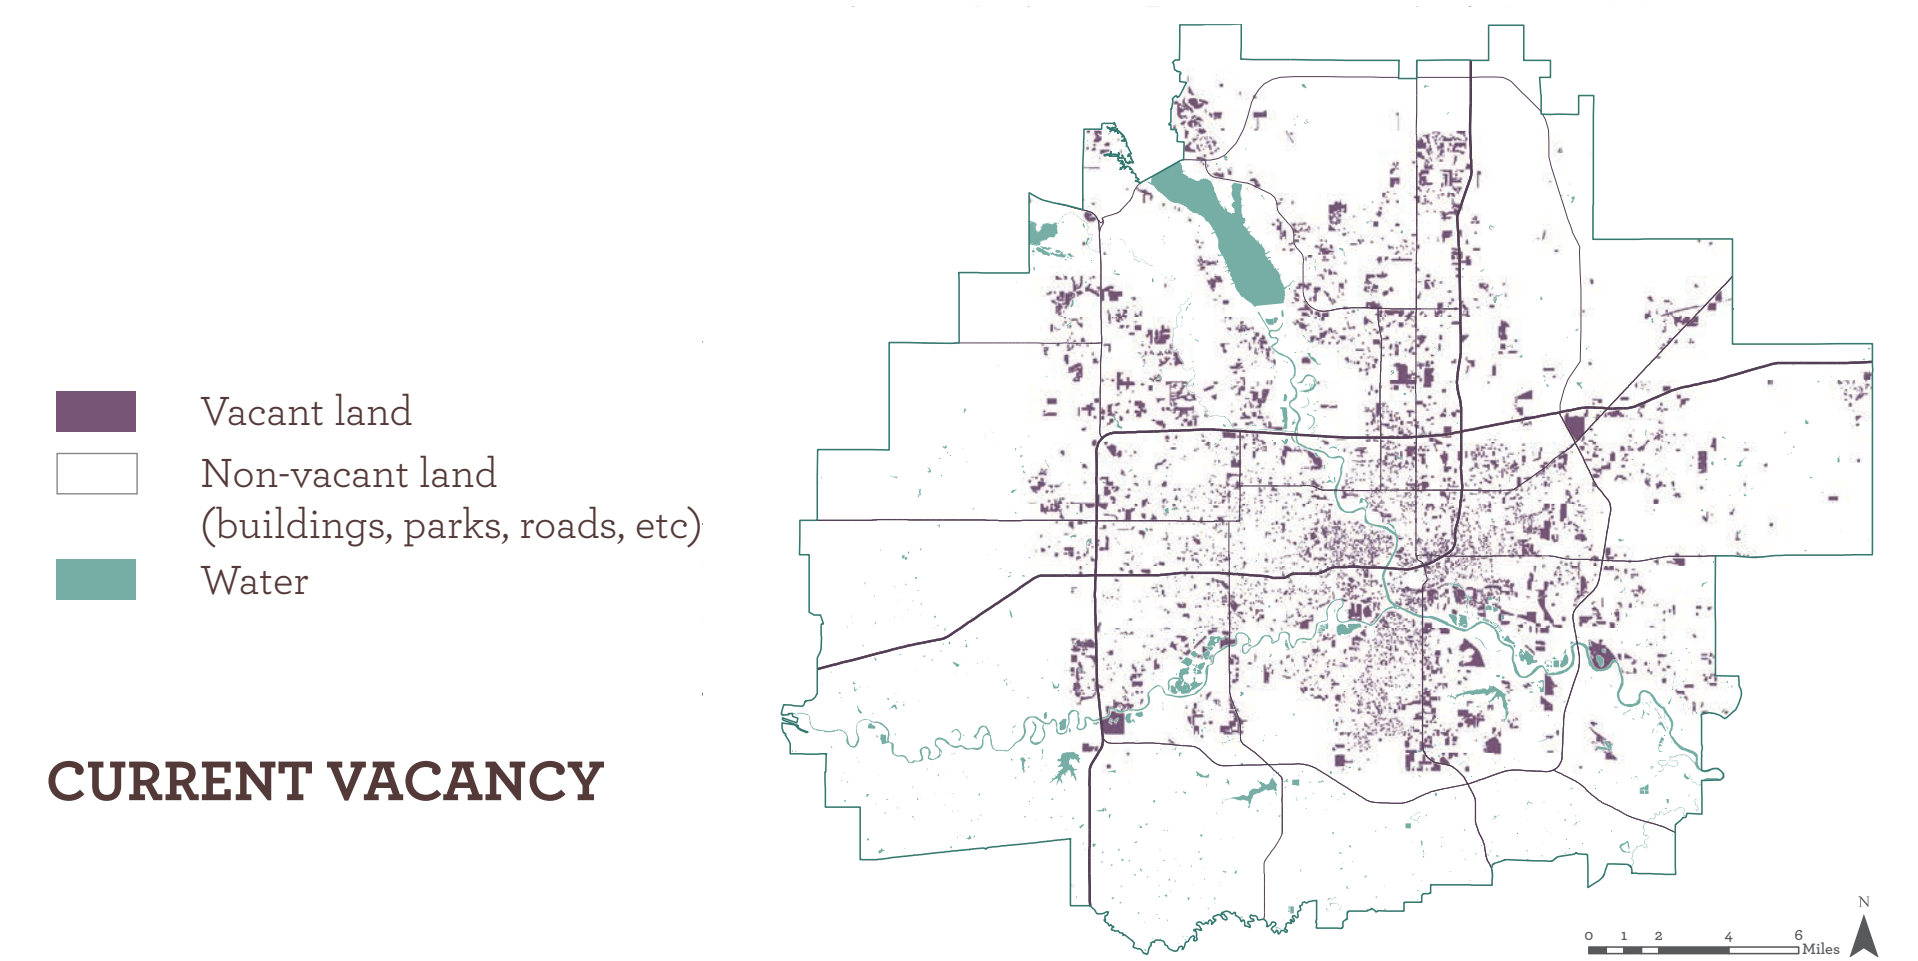 Vacant land
Non-vacant land
(buildings, parks, roads, etc)
Water
CURRENT VACANCY
N
0 1 2 4 6
Miles